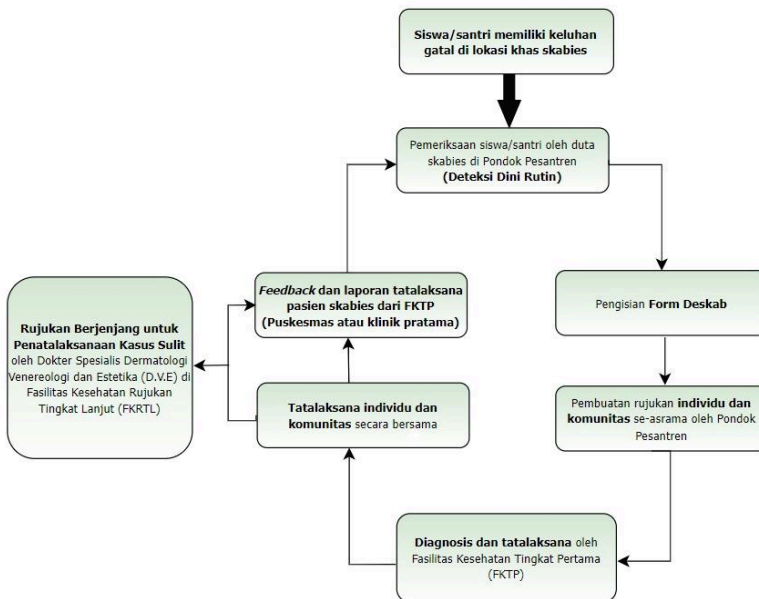 Siswa/santri memiliki keluhan
gatal di lokasi khas skabies
Pemeriksaan siswa/santri oleh duta
skabies di Pondok Pesantren
(Deteksi Dini Rutin)
Feedback dan laporan tatalaksana
pasien skabies dari FKTP
(Puskesmas atau klinik pratama)
Pengisian Form Deskab
Rujukan Berjenjang untuk
Penatalaksanaan Kasus Sulit
oleh Dokter Spesialis Dermatologi
Venereologi dan Estetika (D.V.E) di
Fasilitas Kesehatan Rujukan
Tingkat Lanjut (FKRTL)
Tatalaksana individu dan
komunitas secara bersama
Pembuatan rujukan individu dan
komunitas se-asrama oleh Pondok
Pesantren
Diagnosis dan tatalaksana oleh
Fasilitas Kesehatan Tingkat Pertama
(FKTP)